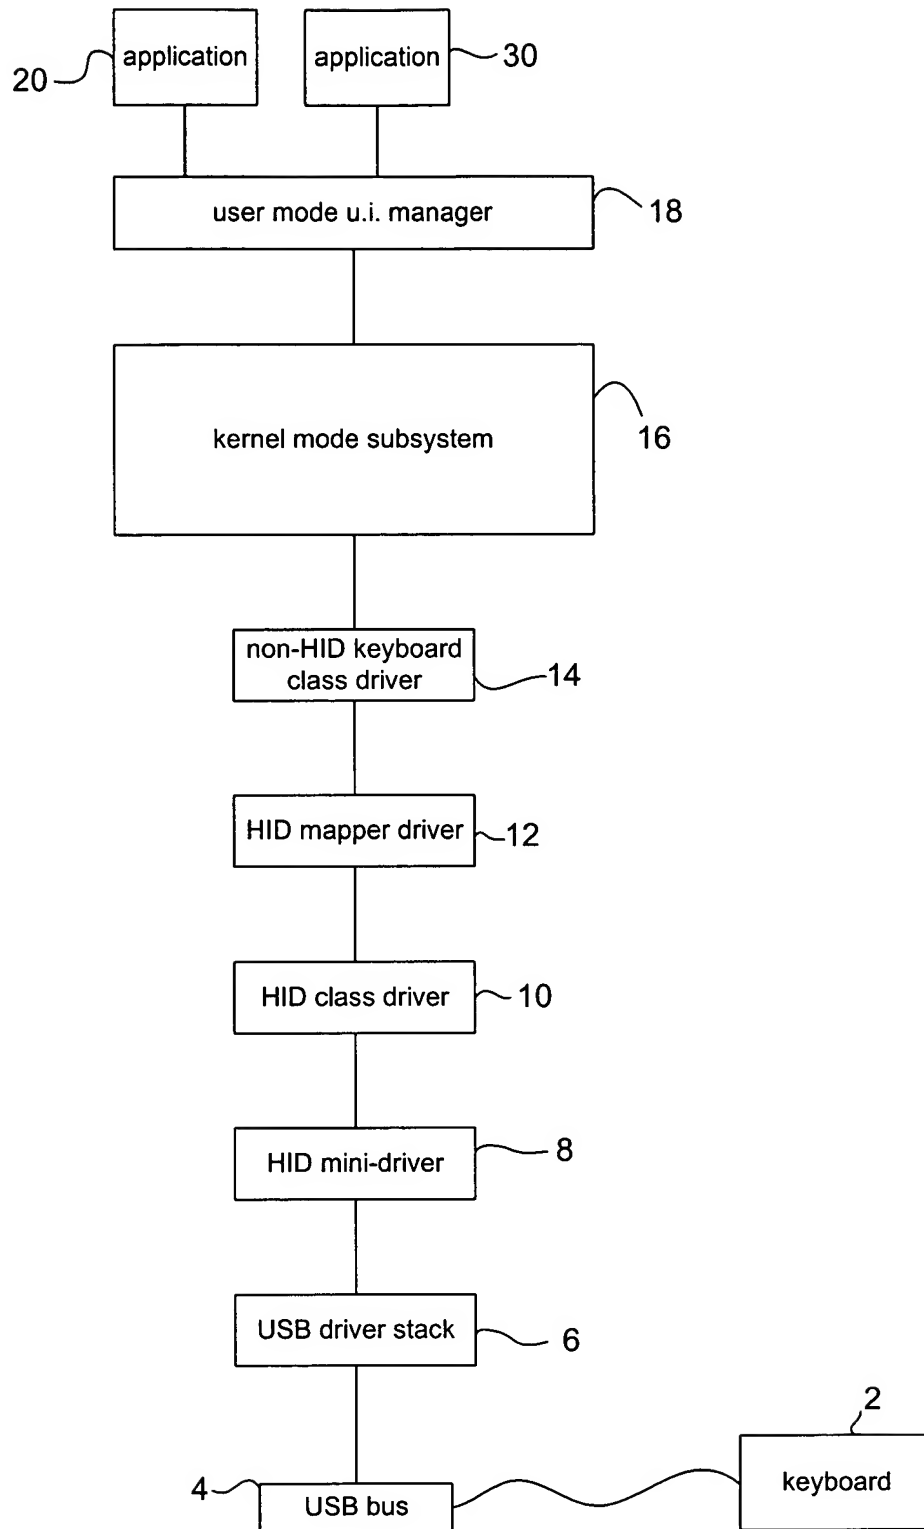 application
20
application
30
user mode u.i. manager
18
kernel mode subsystem
16
non-HID keyboard
class driver
14
HID mapper driver
12
HID class driver
10
HID mini-driver
8
USB driver stack
6
2
keyboard
4
USB bus